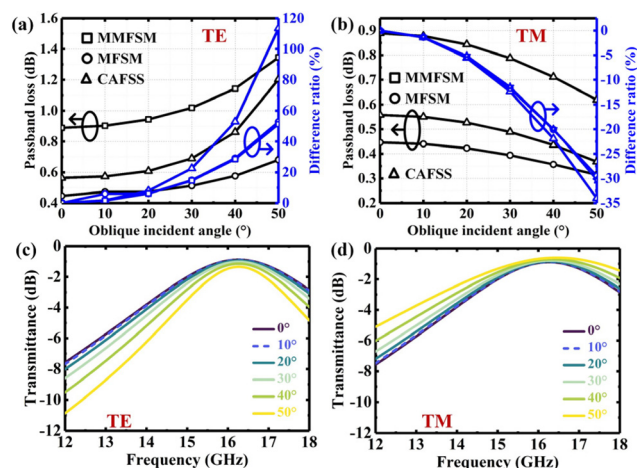 (a)
TE
MMFSM
MFSM
CAFSS
Passband loss (dB)
1.6
1.4
1.2
1.0
0.8
0.6
0.4
0 10 20 30 40 50
Oblique incident angle (°)
120
100
80
60
40
20
0
Difference ratio (%)
(b)
TM
MMFSM
MFSM
CAFSS
Passband loss (dB)
0.9
0.8
0.7
0.6
0.5
0.4
0.3
0.2
0 10 20 30 40 50
Oblique incident angle (°)
0
-5
-10
-15
-20
-25
-30
-35
Difference ratio (%)
(c)
Transmittance (dB)
0
-2
-4
-6
-8
-10
-12
0°
10°
20°
30°
40°
50°
TE
12 13 14 15 16 17 18
Frequency (GHz)
(d)
Transmittance (dB)
0
-2
-4
-6
-8
-10
-12
0°
10°
20°
30°
40°
50°
TM
12 13 14 15 16 17 18
Frequency (GHz)